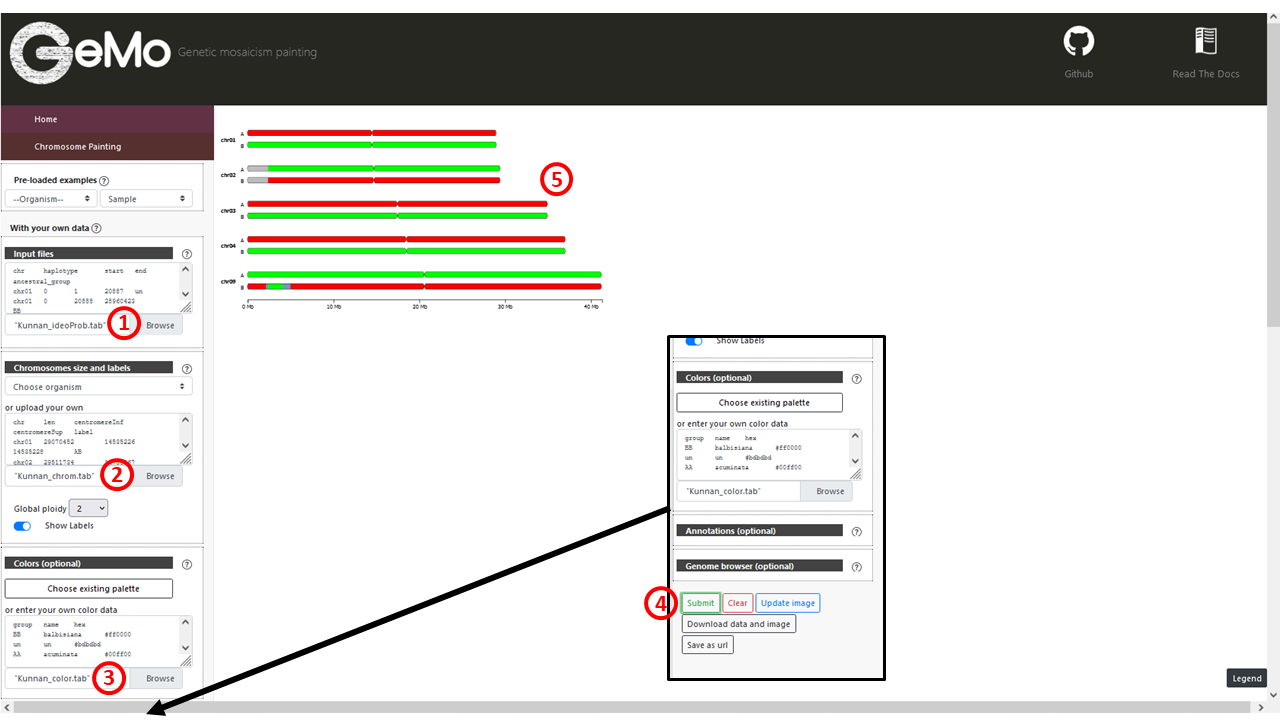 GeMo Genetic mosaicism painting
Github
Read The Docs
Home
Chromosome Painting
Pre-loaded examples ?
--Organism--
Sample
With your own data ?
Input files ?
chr haplotype start end
ancestral_group
chr01 0 1 20887 un
chr01 0 20888 28960423
BB
"Kunnan_ideoProb.tab" 1 Browse
Chromosomes size and labels ?
Choose organism
or upload your own
chr len centromereInf
centromereSup label
chr01 29070452 14535226
14535228 AB
chr02 29511734
"Kunnan_chrom.tab" 2 Browse
Global ploidy 2
Show Labels
Colors (optional) ?
Choose existing palette
or enter your own color data
group name hex
BB balbisiana #ff0000
un un #bdbdbd
AA acuminata #00ff00
"Kunnan_color.tab" 3 Browse
chr01 A
B
chr02 A
B
5
chr03 A
B
chr04 A
B
chr09 A
B
0 Mb 10 Mb 20 Mb 30 Mb 40 Mb
Show Labels
Colors (optional) ?
Choose existing palette
or enter your own color data
group name hex
BB balbisiana #ff0000
un un #bdbdbd
AA acuminata #00ff00
"Kunnan_color.tab" Browse
Annotations (optional) ?
Genome browser (optional) ?
4 Submit Clear Update image
Download data and image
Save as url
Legend